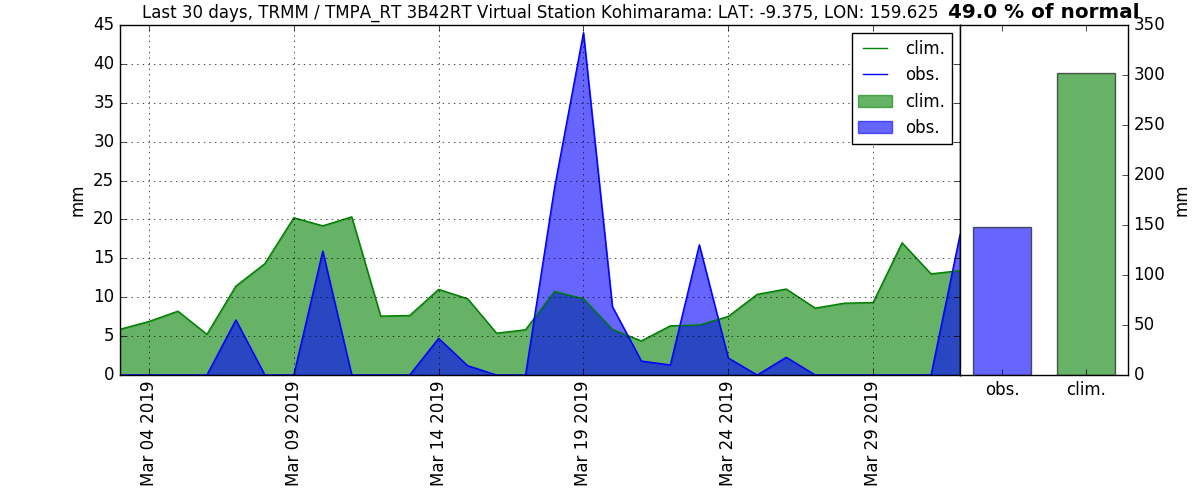 Last 30 days, TRMM / TMPA_RT 3B42RT Virtual Station Kohimarama: LAT: -9.375, LON: 159.625
49.0 % of normal
mm
45
40
35
30
25
20
15
10
5
0
Mar 04 2019
Mar 09 2019
Mar 14 2019
Mar 19 2019
Mar 24 2019
Mar 29 2019
clim.
obs.
clim.
obs.
350
300
250
200
150
100
50
0
mm
obs.
clim.